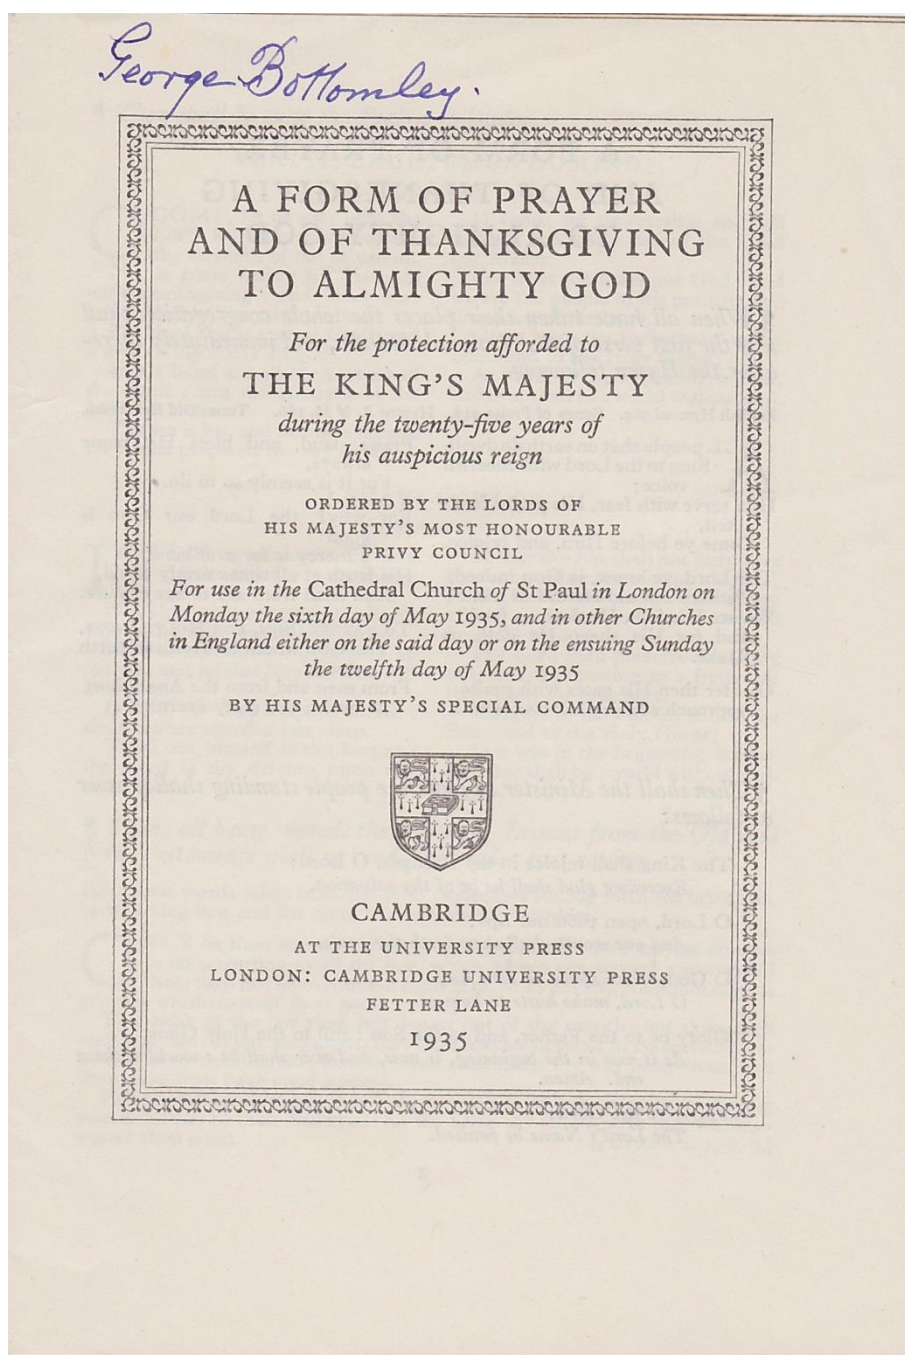 George Bottomley.
A FORM OF PRAYER
AND OF THANKSGIVING
TO ALMIGHTY GOD
For the protection afforded to
THE KING'S MAJESTY
during the twenty-five years of
his auspicious reign
ORDERED BY THE LORDS OF
HIS MAJESTY'S MOST HONOURABLE
PRIVY COUNCIL
For use in the Cathedral Church of St Paul in London on
Monday the sixth day of May 1935, and in other Churches
in England either on the said day or on the ensuing Sunday
the twelfth day of May 1935
BY HIS MAJESTY'S SPECIAL COMMAND
CAMBRIDGE
AT THE UNIVERSITY PRESS
LONDON: CAMBRIDGE UNIVERSITY PRESS
FETTER LANE
1935